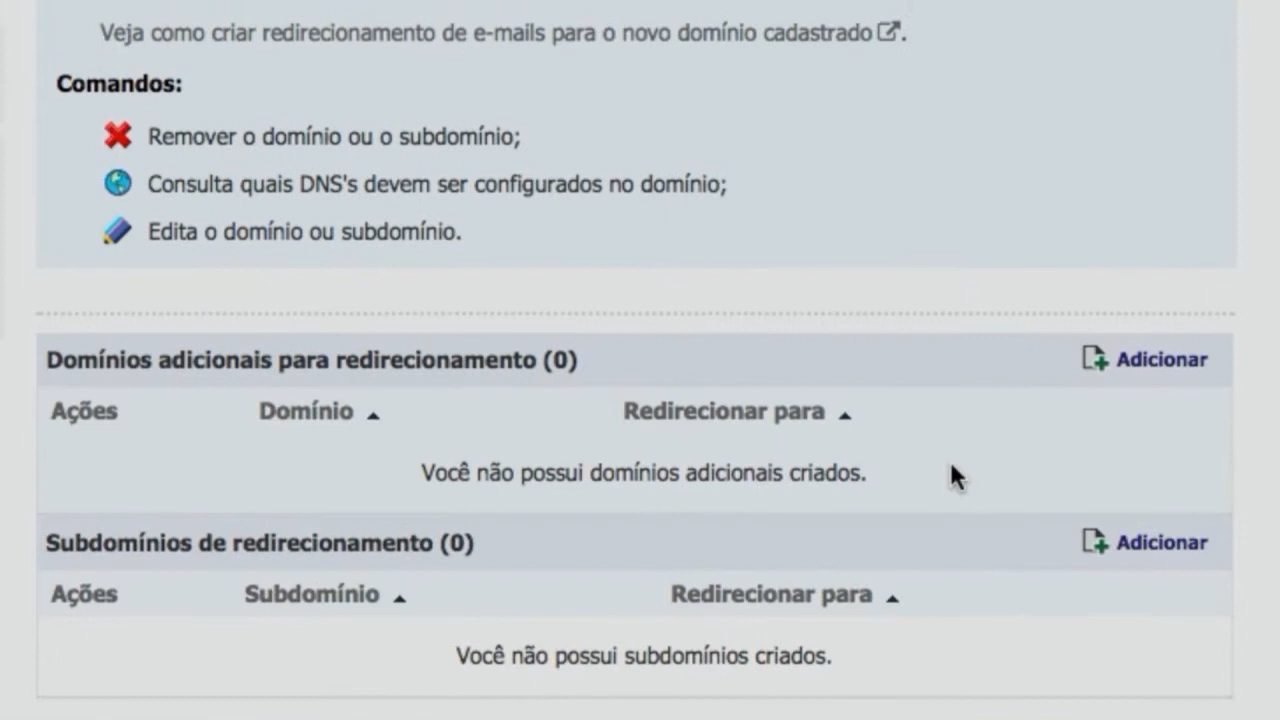 Veja como criar redirecionamento de e-mails para o novo domínio cadastrado.
Comandos:
Remover o domínio ou o subdomínio;
Consulta quais DNS's devem ser configurados no domínio;
Edita o domínio ou subdomínio.
Domínios adicionais para redirecionamento (0)
Adicionar
Ações Domínio Redirecionar para
Você não possui domínios adicionais criados.
Subdomínios de redirecionamento (0)
Adicionar
Ações Subdomínio Redirecionar para
Você não possui subdomínios criados.